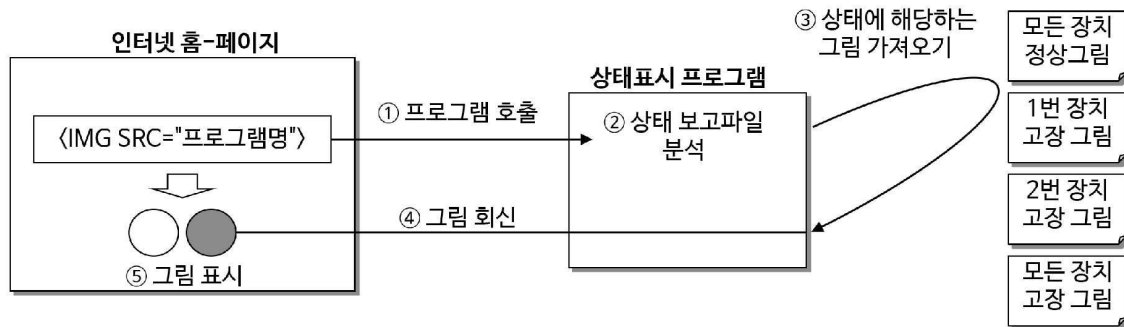 인터넷 홈-페이지
〈IMG SRC="프로그램명"〉
① 프로그램 호출
상태표시 프로그램
② 상태 보고파일
분석
③ 상태에 해당하는
그림 가져오기
④ 그림 회신
⑤ 그림 표시
모든 장치
정상그림
1번 장치
고장 그림
2번 장치
고장 그림
모든 장치
고장 그림